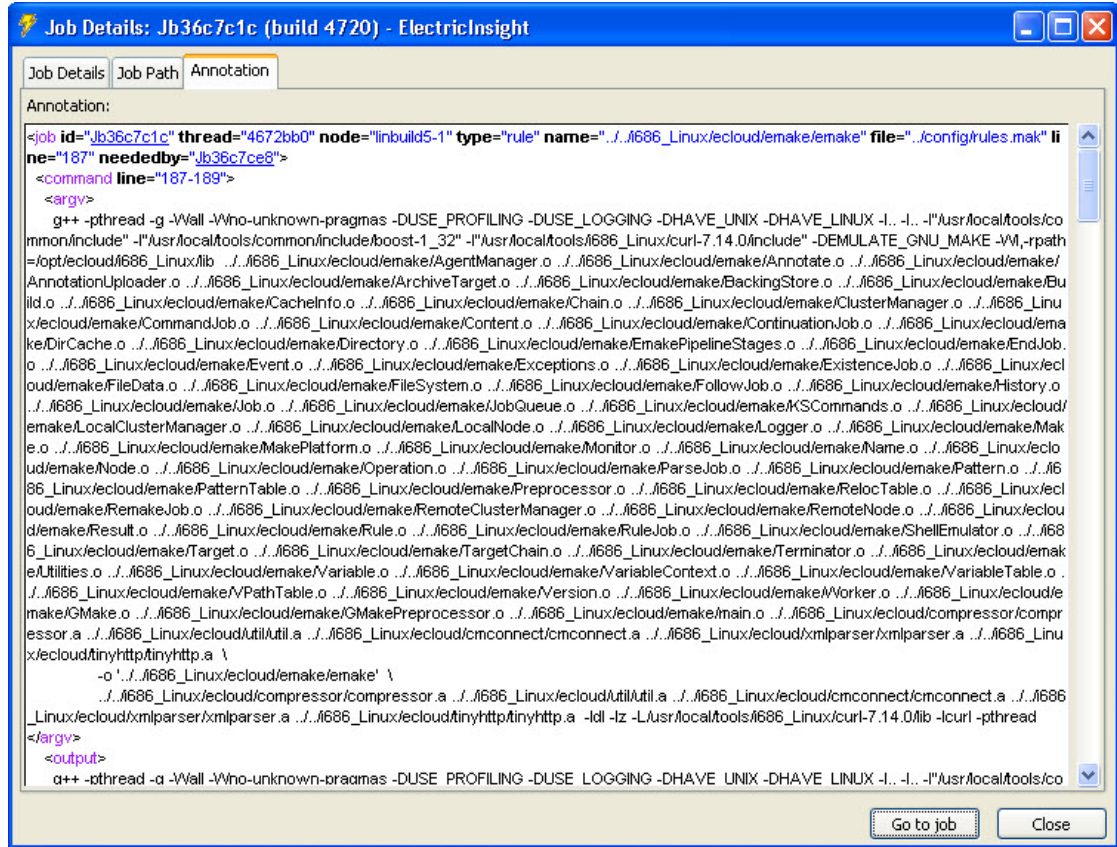 Job Details: Jb36c7c1c (build 4720) - ElectricInsight
Job Details Job Path Annotation
Annotation:
<job id="Jb36c7c1c" thread="4672bb0" node="linbuild5-1" type="rule" name="../../i686_Linux/ecloud/emake/emake" file="../config/rules.mak" li
ne="187" neededby="Jb36c7ce8">
<command line="187-189">
<argv>
g++ -pthread -g -Wall -Wno-unknown-pragmas -DUSE_PROFILING -DUSE_LOGGING -DHAVE_UNIX -DHAVE_LINUX -I.. -I.. -I"/usr/local/tools/co
mmon/include" -I"/usr/local/tools/common/include/boost-1_32" -I"/usr/local/tools/i686_Linux/curl-7.14.0/include" -DEMULATE_GNU_MAKE -Wl,-rpath
=/opt/ecloud/i686_Linux/lib ../../i686_Linux/ecloud/emake/AgentManager.o ../../i686_Linux/ecloud/emake/Annotate.o ../../i686_Linux/ecloud/emake/
AnnotationUploader.o ../../i686_Linux/ecloud/emake/ArchiveTarget.o ../../i686_Linux/ecloud/emake/BackingStore.o ../../i686_Linux/ecloud/emake/Bu
ild.o ../../i686_Linux/ecloud/emake/CacheInfo.o ../../i686_Linux/ecloud/emake/Chain.o ../../i686_Linux/ecloud/emake/ClusterManager.o ../../i686_Linu
x/ecloud/emake/CommandJob.o ../../i686_Linux/ecloud/emake/Content.o ../../i686_Linux/ecloud/emake/ContinuationJob.o ../../i686_Linux/ecloud/ema
ke/DirCache.o ../../i686_Linux/ecloud/emake/Directory.o ../../i686_Linux/ecloud/emake/EmakePipelineStages.o ../../i686_Linux/ecloud/emake/EndJob.
o ../../i686_Linux/ecloud/emake/Event.o ../../i686_Linux/ecloud/emake/Exceptions.o ../../i686_Linux/ecloud/emake/ExistenceJob.o ../../i686_Linux/ecl
oud/emake/FileData.o ../../i686_Linux/ecloud/emake/FileSystem.o ../../i686_Linux/ecloud/emake/FollowJob.o ../../i686_Linux/ecloud/emake/History.o
../../i686_Linux/ecloud/emake/Job.o ../../i686_Linux/ecloud/emake/JobQueue.o ../../i686_Linux/ecloud/emake/KSCommands.o ../../i686_Linux/ecloud/
emake/LocalClusterManager.o ../../i686_Linux/ecloud/emake/LocalNode.o ../../i686_Linux/ecloud/emake/Logger.o ../../i686_Linux/ecloud/emake/Mak
e.o ../../i686_Linux/ecloud/emake/MakePlatform.o ../../i686_Linux/ecloud/emake/Monitor.o ../../i686_Linux/ecloud/emake/Name.o ../../i686_Linux/eclo
ud/emake/Node.o ../../i686_Linux/ecloud/emake/Operation.o ../../i686_Linux/ecloud/emake/ParseJob.o ../../i686_Linux/ecloud/emake/Pattern.o ../../i6
86_Linux/ecloud/emake/PatternTable.o ../../i686_Linux/ecloud/emake/Preprocessor.o ../../i686_Linux/ecloud/emake/RelocTable.o ../../i686_Linux/ecl
oud/emake/RemakeJob.o ../../i686_Linux/ecloud/emake/RemoteClusterManager.o ../../i686_Linux/ecloud/emake/RemoteNode.o ../../i686_Linux/eclou
d/emake/Result.o ../../i686_Linux/ecloud/emake/Rule.o ../../i686_Linux/ecloud/emake/RuleJob.o ../../i686_Linux/ecloud/emake/ShellEmulator.o ../../i68
6_Linux/ecloud/emake/Target.o ../../i686_Linux/ecloud/emake/TargetChain.o ../../i686_Linux/ecloud/emake/Terminator.o ../../i686_Linux/ecloud/emak
e/Utilities.o ../../i686_Linux/ecloud/emake/Variable.o ../../i686_Linux/ecloud/emake/VariableContext.o ../../i686_Linux/ecloud/emake/VariableTable.o .
./../i686_Linux/ecloud/emake/VPathTable.o ../../i686_Linux/ecloud/emake/Version.o ../../i686_Linux/ecloud/emake/Worker.o ../../i686_Linux/ecloud/e
make/GMake.o ../../i686_Linux/ecloud/emake/GMakePreprocessor.o ../../i686_Linux/ecloud/emake/main.o ../../i686_Linux/ecloud/compressor/compr
essor.a ../../i686_Linux/ecloud/util/util.a ../../i686_Linux/ecloud/cmconnect/cmconnect.a ../../i686_Linux/ecloud/xmlparser/xmlparser.a ../../i686_Linu
x/ecloud/tinyhttp/tinyhttp.a \
-o '../../i686_Linux/ecloud/emake/emake' \
../../i686_Linux/ecloud/compressor/compressor.a ../../i686_Linux/ecloud/util/util.a ../../i686_Linux/ecloud/cmconnect/cmconnect.a ../../i686
_Linux/ecloud/xmlparser/xmlparser.a ../../i686_Linux/ecloud/tinyhttp/tinyhttp.a -ldl -lz -L/usr/local/tools/i686_Linux/curl-7.14.0/lib -lcurl -pthread
</argv>
<output>
g++ -pthread -g -Wall -Wno-unknown-pragmas -DUSE_PROFILING -DUSE_LOGGING -DHAVE_UNIX -DHAVE_LINUX -I.. -I.. -I"/usr/local/tools/co
Go to job Close